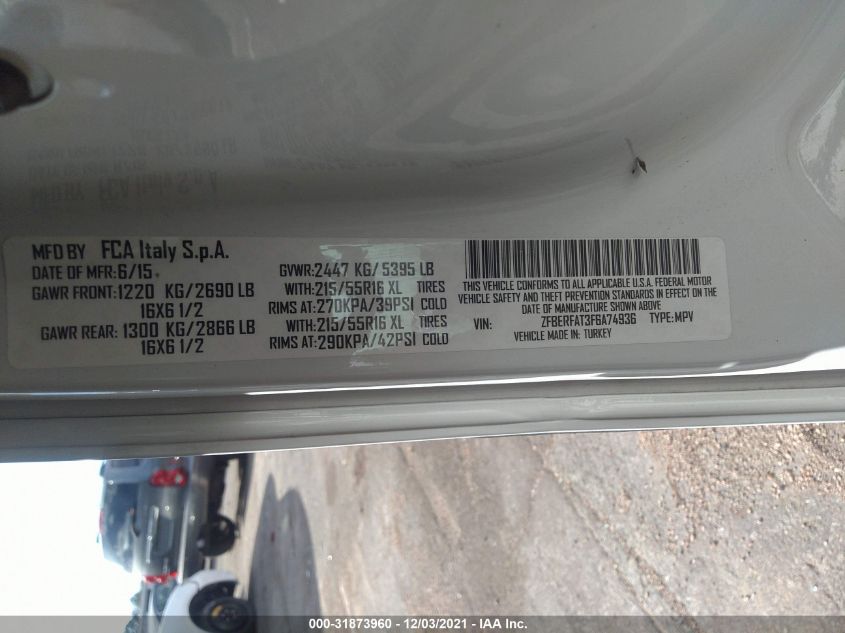 MFD BY FCA Italy S.p.A.
DATE OF MFR:6/15
GAWR FRONT:1220 KG/2690 LB
16X6 1/2
GAWR REAR:1300 KG/2866 LB
16X6 1/2
GVWR:2447 KG/5395 LB
WITH:215/55R16 XL TIRES
RIMS AT:270KPA/39PSI COLD
WITH:215/55R16 XL TIRES
RIMS AT:290KPA/42PSI COLD
THIS VEHICLE CONFORMS TO ALL APPLICABLE U.S.A. FEDERAL MOTOR
VEHICLE SAFETY AND THEFT PREVENTION STANDARDS IN EFFECT ON THE
DATE OF MANUFACTURE SHOWN ABOVE
VIN: ZFBERFAT3F6A74936 TYPE:MPV
VEHICLE MADE IN: TURKEY
000-31873960 - 12/03/2021 - IAA Inc.